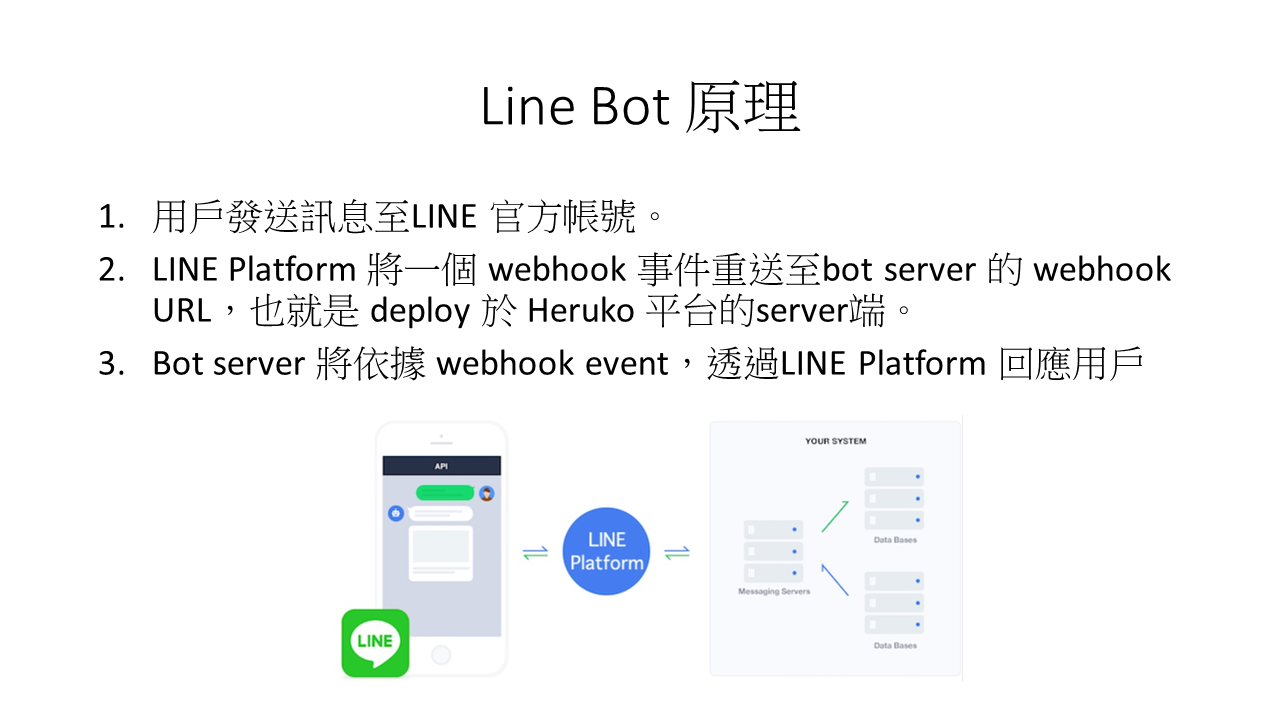 Line Bot 原理
1. 用戶發送訊息至LINE 官方帳號。
2. LINE Platform 將一個 webhook 事件重送至bot server 的 webhook
URL，也就是 deploy 於 Heruko 平台的server端。
3. Bot server 將依據 webhook event，透過LINE Platform 回應用戶
API
LINE
LINE
Platform
YOUR SYSTEM
Messaging Servers
Data Bases
Data Bases